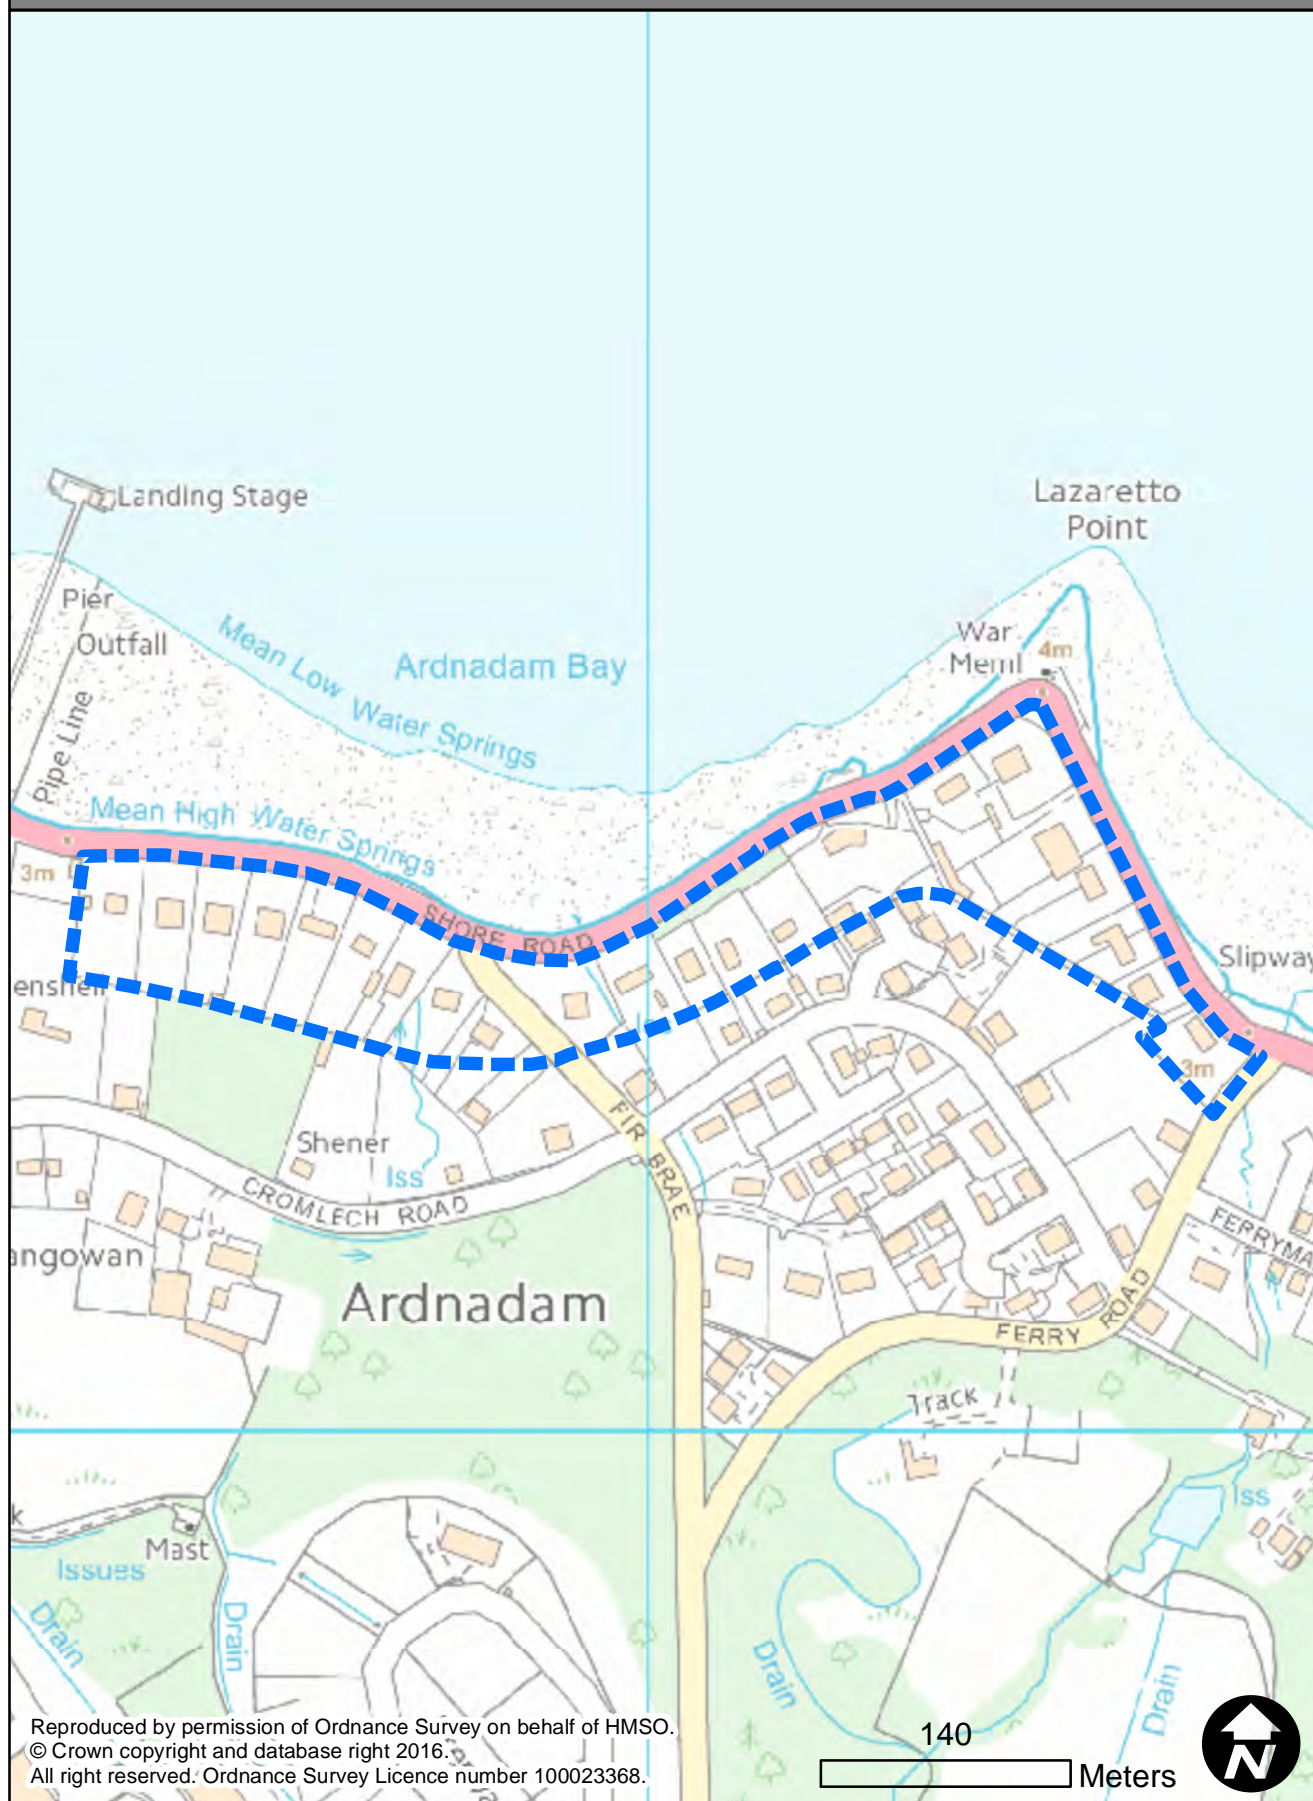 Landing Stage
Lazaretto
Point
Pier
Outfall
Pipe Line
Mean Low Water Springs
Ardnadam Bay
War
Meml
4m
Mean High Water Springs
3m
SHORE ROAD
Slipway
3m
FIR BRAE
Shener
Iss
CROMLECH ROAD
angowan
Ardnadam
FERRYMA
FERRY ROAD
Track
k
Mast
Issues
Drain
Drain
Drain
Drain
Iss
Reproduced by permission of Ordnance Survey on behalf of HMSO.
© Crown copyright and database right 2016.
All right reserved. Ordnance Survey Licence number 100023368.
140
Meters
N